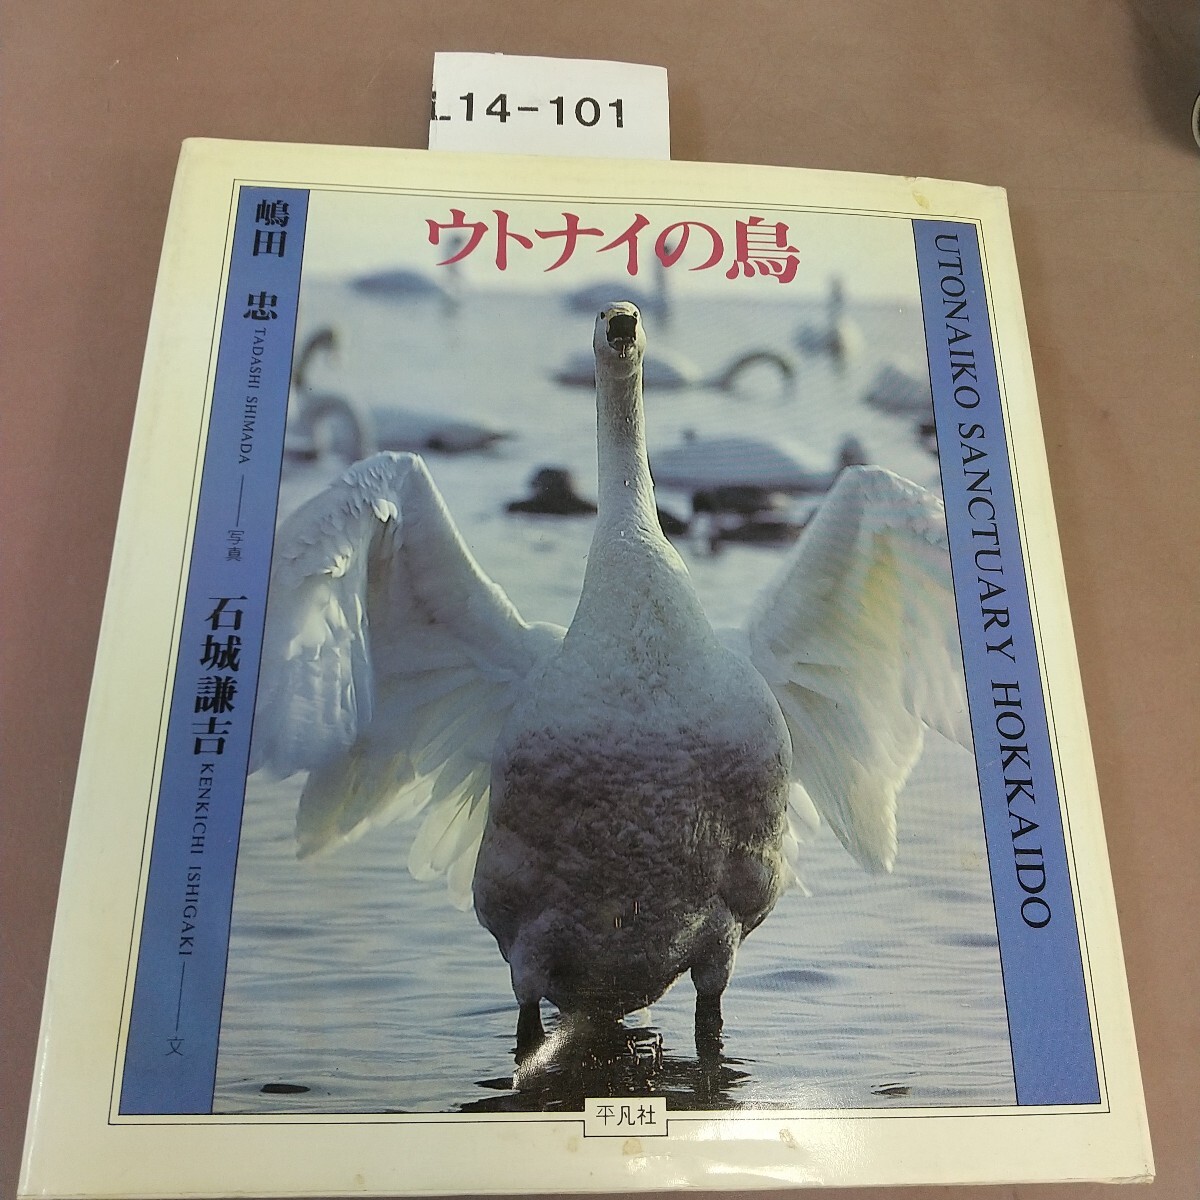 L14-101
ウトナイの鳥
嶋田 忠
TADASHI SHIMADA — 写真
石城謙吉
KENKICHI ISHIGAKI — 文
UTONAIKO SANCTUARY HOKKAIDO
平凡社